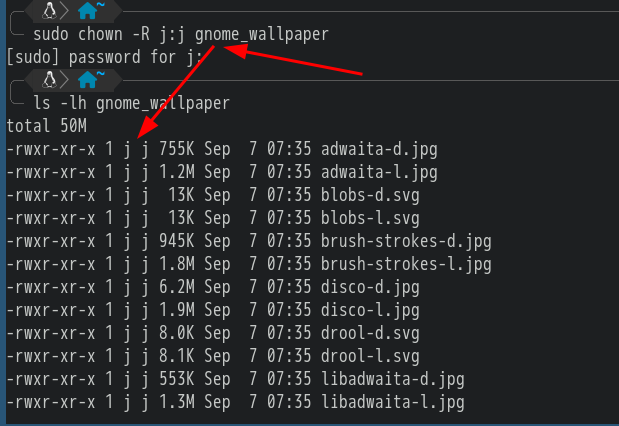 ~
sudo chown -R j:j gnome_wallpaper
[sudo] password for j:
~
ls -lh gnome_wallpaper
total 50M
-rwxr-xr-x 1 j j 755K Sep  7 07:35 adwaita-d.jpg
-rwxr-xr-x 1 j j 1.2M Sep  7 07:35 adwaita-l.jpg
-rwxr-xr-x 1 j j  13K Sep  7 07:35 blobs-d.svg
-rwxr-xr-x 1 j j  13K Sep  7 07:35 blobs-l.svg
-rwxr-xr-x 1 j j 945K Sep  7 07:35 brush-strokes-d.jpg
-rwxr-xr-x 1 j j 1.8M Sep  7 07:35 brush-strokes-l.jpg
-rwxr-xr-x 1 j j 6.2M Sep  7 07:35 disco-d.jpg
-rwxr-xr-x 1 j j 1.9M Sep  7 07:35 disco-l.jpg
-rwxr-xr-x 1 j j 8.0K Sep  7 07:35 drool-d.svg
-rwxr-xr-x 1 j j 8.1K Sep  7 07:35 drool-l.svg
-rwxr-xr-x 1 j j 553K Sep  7 07:35 libadwaita-d.jpg
-rwxr-xr-x 1 j j 1.3M Sep  7 07:35 libadwaita-l.jpg